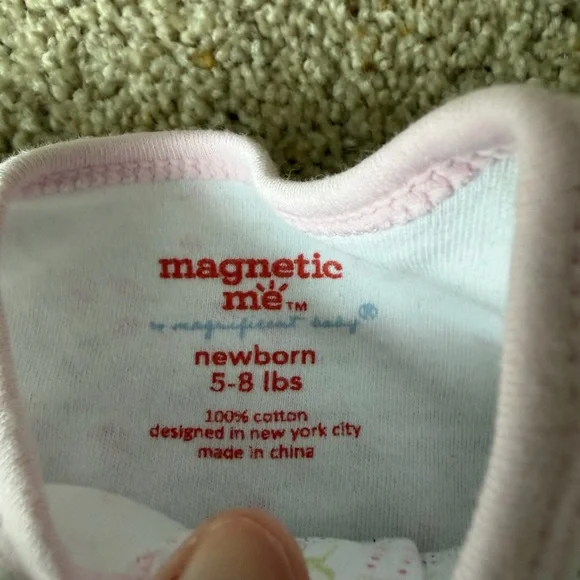 magnetic
me™
by magnificent baby®
newborn
5-8 lbs
100% cotton
designed in new york city
made in china